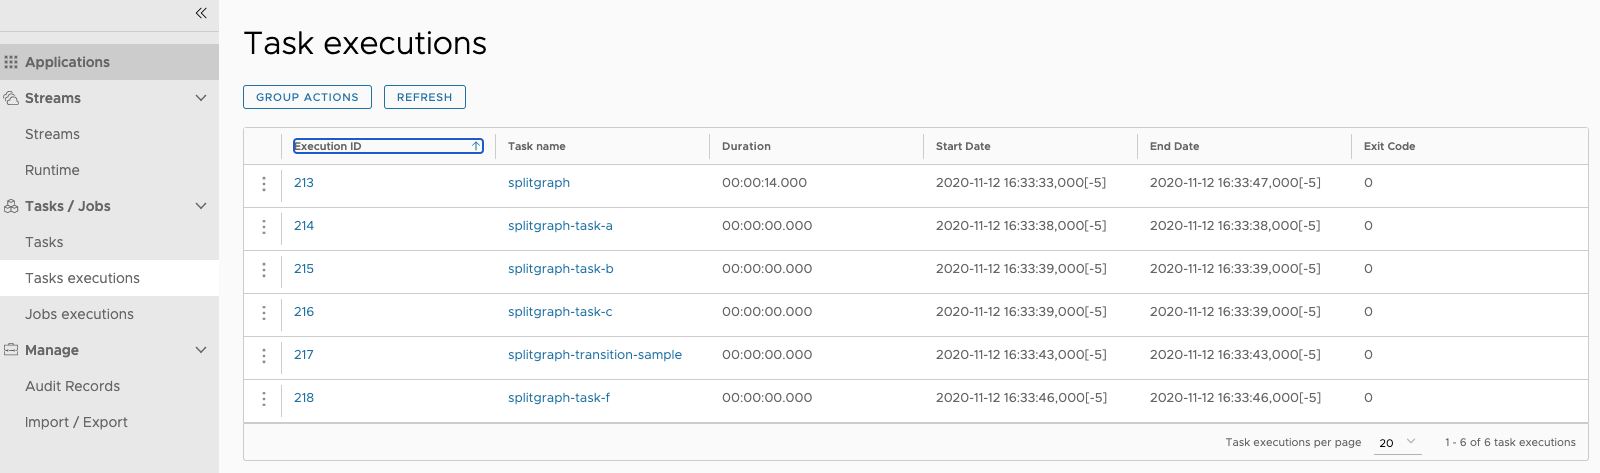 Applications
Streams
Streams
Runtime
Tasks / Jobs
Tasks
Tasks executions
Jobs executions
Manage
Audit Records
Import / Export
Task executions
GROUP ACTIONS REFRESH
Execution ID Task name Duration Start Date End Date Exit Code
213 splitgraph 00:00:14.000 2020-11-12 16:33:33,000[-5] 2020-11-12 16:33:47,000[-5] 0
214 splitgraph-task-a 00:00:00.000 2020-11-12 16:33:38,000[-5] 2020-11-12 16:33:38,000[-5] 0
215 splitgraph-task-b 00:00:00.000 2020-11-12 16:33:39,000[-5] 2020-11-12 16:33:39,000[-5] 0
216 splitgraph-task-c 00:00:00.000 2020-11-12 16:33:39,000[-5] 2020-11-12 16:33:39,000[-5] 0
217 splitgraph-transition-sample 00:00:00.000 2020-11-12 16:33:43,000[-5] 2020-11-12 16:33:43,000[-5] 0
218 splitgraph-task-f 00:00:00.000 2020-11-12 16:33:46,000[-5] 2020-11-12 16:33:46,000[-5] 0
Task executions per page 20 1 - 6 of 6 task executions